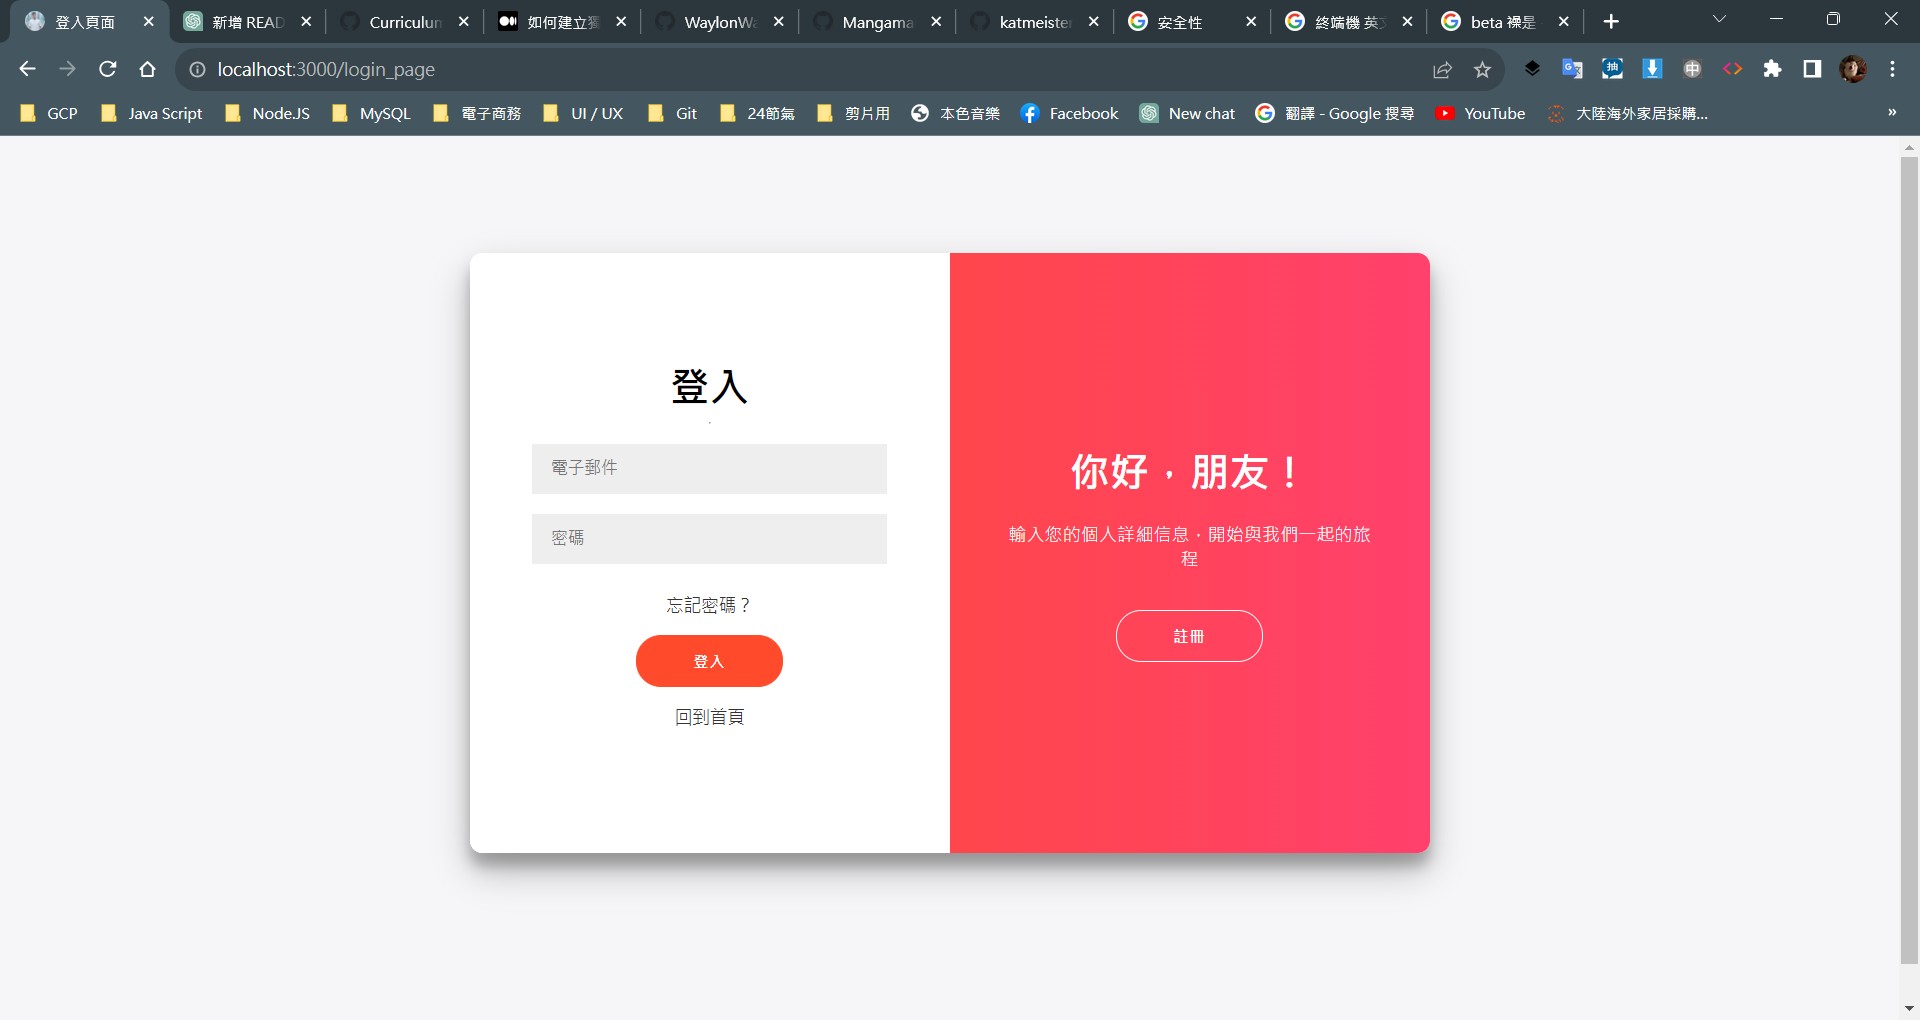 登入頁面
新增 READ
Curriculun
如何建立獨
WaylonWa
Mangama
katmeister
安全性
終端機 英文
beta 襙是
localhost:3000/login_page
GCP
Java Script
NodeJS
MySQL
電子商務
UI / UX
Git
24節氣
剪片用
本色音樂
Facebook
New chat
翻譯 - Google 搜尋
YouTube
大陸海外家居採購...
»
登入
電子郵件
密碼
忘記密碼？
登入
回到首頁
你好，朋友！
輸入您的個人詳細信息，開始與我們一起的旅
程
註冊